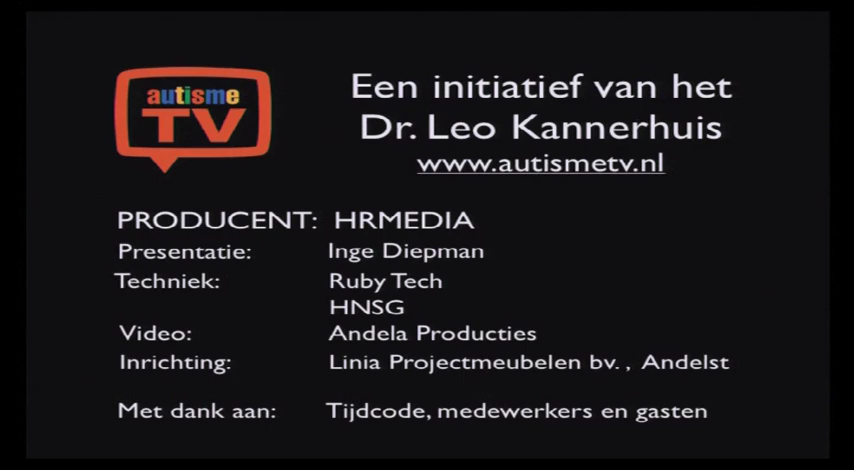 autisme
TV
Een initiatief van het
Dr. Leo Kannerhuis
www.autismetv.nl
PRODUCENT: HRMEDIA
Presentatie: Inge Diepman
Techniek: Ruby Tech
HNSG
Video: Andela Producties
Inrichting: Linia Projectmeubelen bv. , Andelst
Met dank aan: Tijdcode, medewerkers en gasten